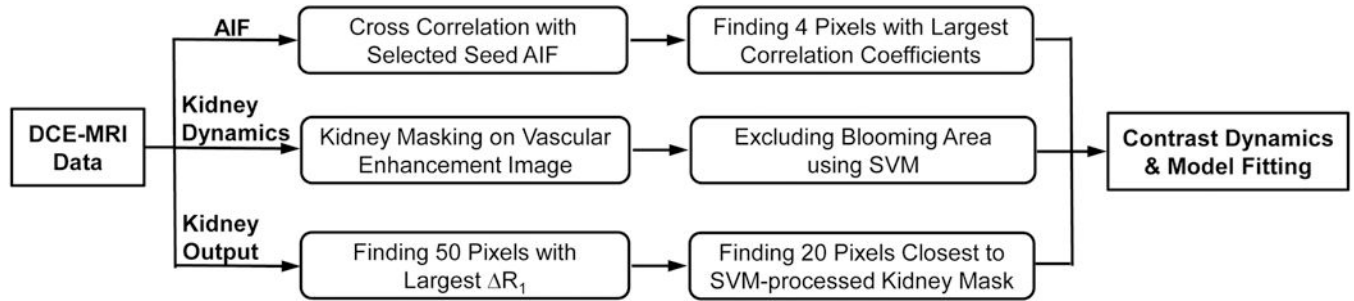 DCE-MRI
Data
AIF
Cross Correlation with
Selected Seed AIF
Finding 4 Pixels with Largest
Correlation Coefficients
Kidney
Dynamics
Kidney Masking on Vascular
Enhancement Image
Excluding Blooming Area
using SVM
Kidney
Output
Finding 50 Pixels with
Largest ΔR₁
Finding 20 Pixels Closest to
SVM-processed Kidney Mask
Contrast Dynamics
& Model Fitting